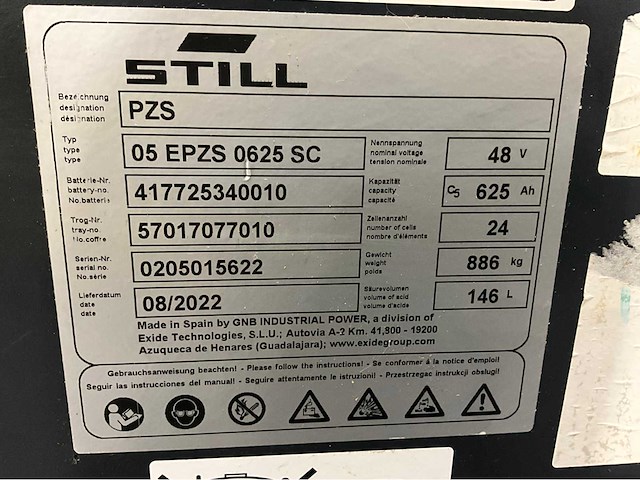 STILL
Bezeichnung
designation
désignation
PZS
Typ
type
type
05 EPZS 0625 SC
Nennspannung
nominal voltage
tension nominale
48 V
Batterie-Nr.
battery-no.
No.batterie
417725340010
Kapazität
capacity
capacité
C5 625 Ah
Trog-Nr.
tray-no.
No.coffre
57017077010
Zellenanzahl
number of cells
nombre d'éléments
24
Serien-Nr.
serial no.
No.série
0205015622
Gewicht
weight
poids
886 kg
Lieferdatum
date
date
08/2022
Säurevolumen
volume of acid
volume d'acide
146 L
Made in Spain by GNB INDUSTRIAL POWER, a division of
Exide Technologies, S.L.U.; Autovia A-2 Km. 41,800 - 19200
Azuqueca de Henares (Guadalajara); www.exidegroup.com
Gebrauchsanweisung beachten! - Please follow the instructions! - Se conformer á la notice d'emploi!
Seguir las instrucciones del manual! - Seguire attentamente le istruzioni! - Przestrzegac instrukcji obslugi!